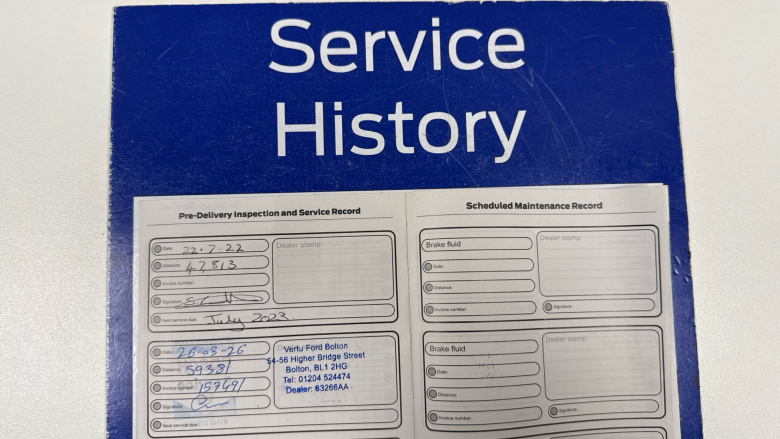 Service
History
Pre-Delivery Inspection and Service Record
Date: 22-7-22
Distance: 47,813
Invoice number:
Signature:
Next service due: July 2023
Dealer stamp
Date: 26-03-26
Distance: 59381
Invoice number: 157691
Signature:
Next service due:
Vertu Ford Bolton
54-56 Higher Bridge Street
Bolton, BL1 2HG
Tel: 01204 524474
Dealer: 63266AA
Scheduled Maintenance Record
Brake fluid
Date:
Distance:
Invoice number:
Signature:
Dealer stamp
Brake fluid
Date:
Distance:
Invoice number:
Signature:
Dealer stamp